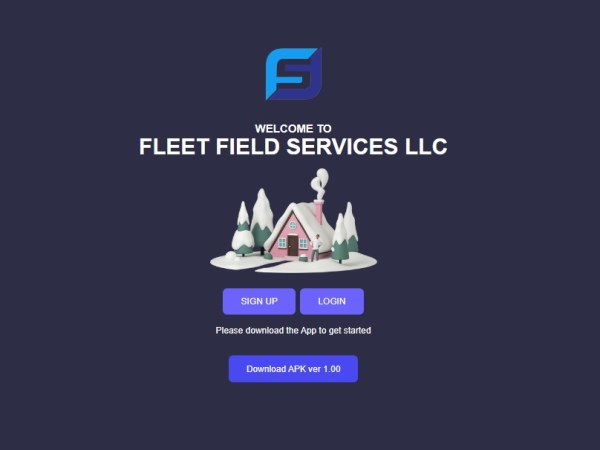 WELCOME TO
FLEET FIELD SERVICES LLC
SIGN UP LOGIN
Please download the App to get started
Download APK ver 1.00